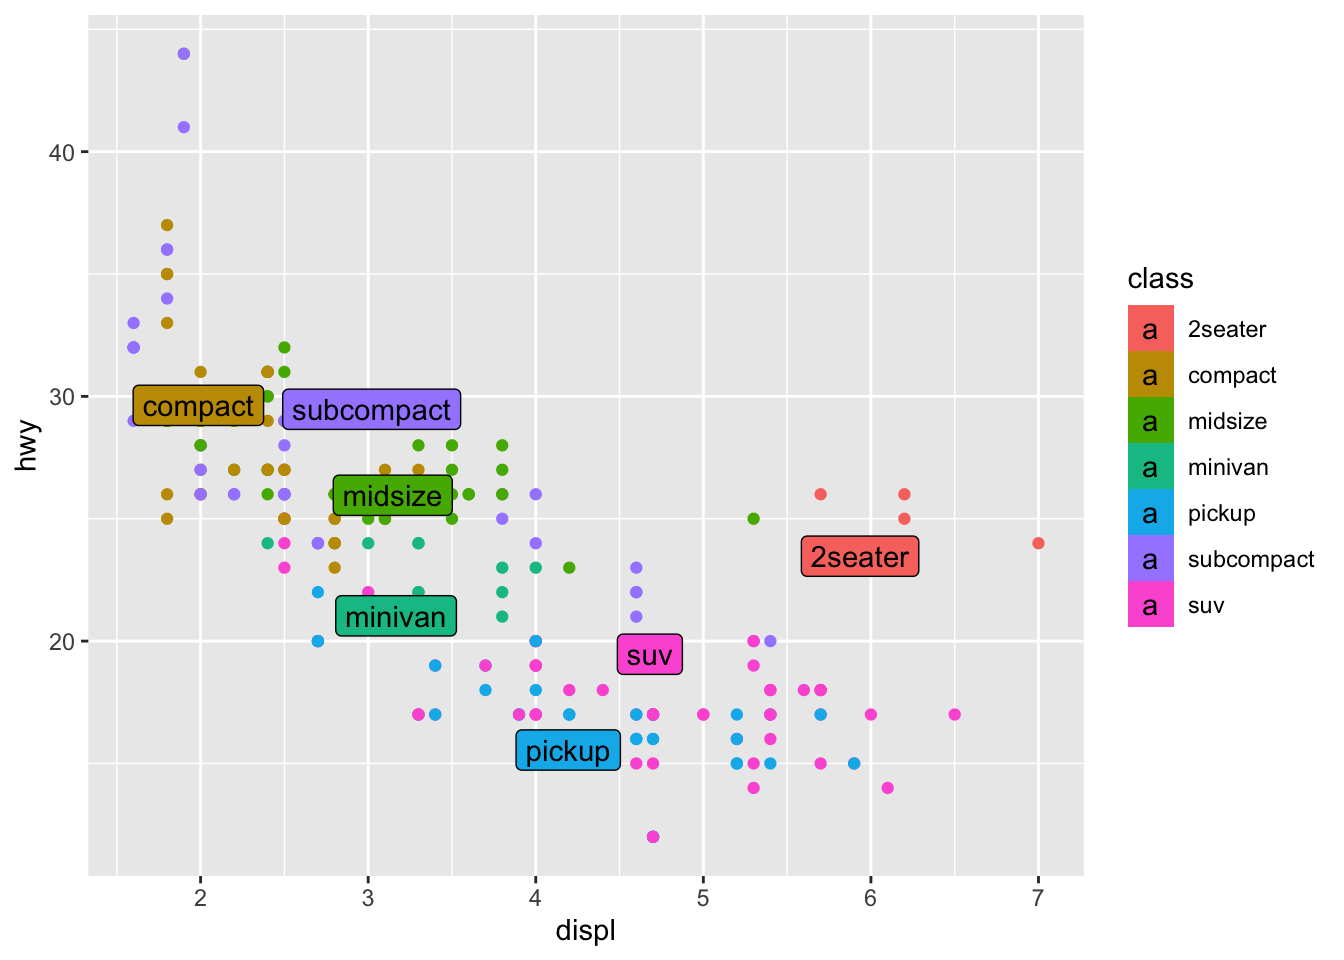 hwy
40
30
20
compact
subcompact
midsize
2seater
minivan
suv
pickup
2 3 4 5 6 7
displ
class
a 2seater
a compact
a midsize
a minivan
a pickup
a subcompact
a suv